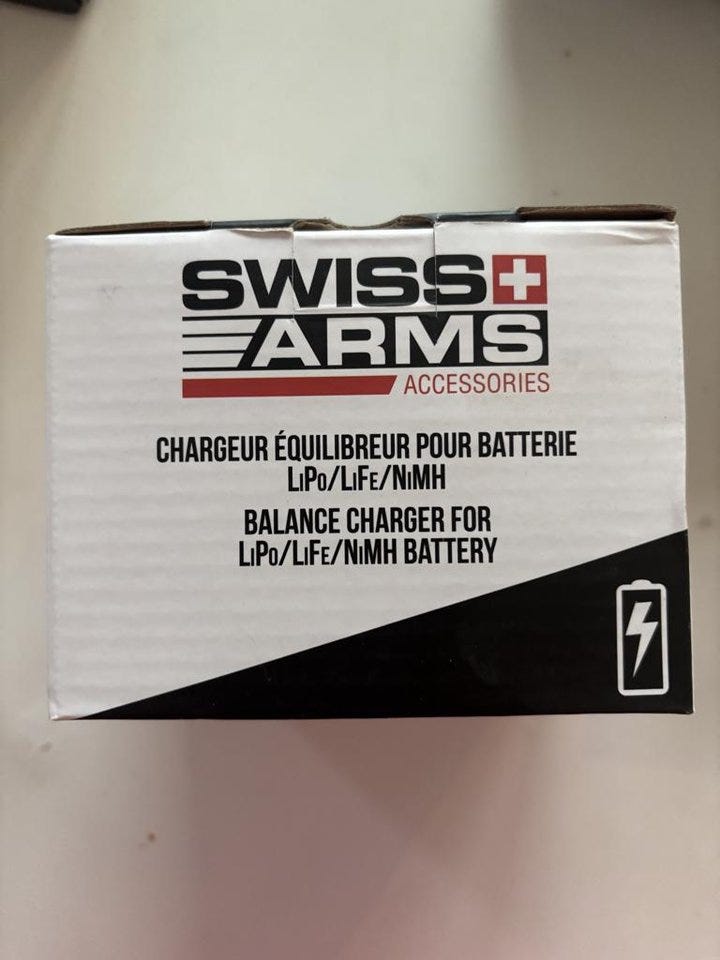 SWISS
ARMS
ACCESSORIES
CHARGEUR ÉQUILIBREUR POUR BATTERIE
LiPo/LiFe/NiMH
BALANCE CHARGER FOR
LiPo/LiFe/NiMH BATTERY